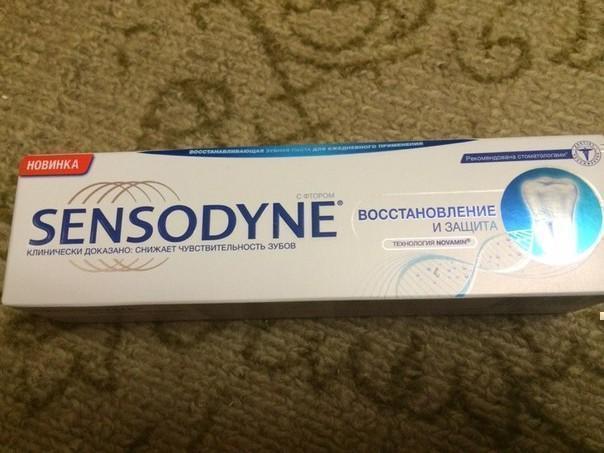 ВОССТАНАВЛИВАЮЩАЯ ЗУБНАЯ ПАСТА ДЛЯ ЕЖЕДНЕВНОГО ПРИМЕНЕНИЯ
НОВИНКА
Рекомендована стоматологами
С ФТОРОМ
SENSODYNE®
ВОССТАНОВЛЕНИЕ
И ЗАЩИТА
КЛИНИЧЕСКИ ДОКАЗАНО: СНИЖАЕТ ЧУВСТВИТЕЛЬНОСТЬ ЗУБОВ
ТЕХНОЛОГИЯ NOVAMIN®